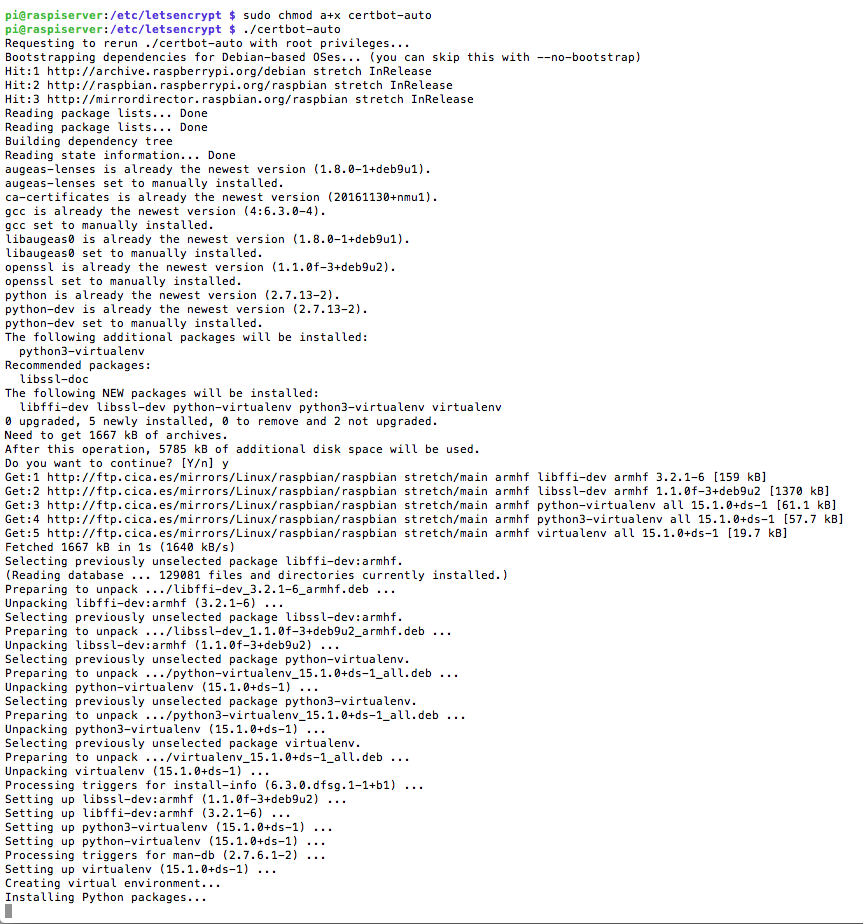 pi@raspiserver:/etc/letsencrypt $ sudo chmod a+x certbot-auto
pi@raspiserver:/etc/letsencrypt $ ./certbot-auto
Requesting to rerun ./certbot-auto with root privileges...
Bootstrapping dependencies for Debian-based OSes... (you can skip this with --no-bootstrap)
Hit:1 http://archive.raspberrypi.org/debian stretch InRelease
Hit:2 http://raspbian.raspberrypi.org/raspbian stretch InRelease
Hit:3 http://mirrordirector.raspbian.org/raspbian stretch InRelease
Reading package lists... Done
Reading package lists... Done
Building dependency tree
Reading state information... Done
augeas-lenses is already the newest version (1.8.0-1+deb9u1).
augeas-lenses set to manually installed.
ca-certificates is already the newest version (20161130+nmu1).
gcc is already the newest version (4:6.3.0-4).
gcc set to manually installed.
libaugeas0 is already the newest version (1.8.0-1+deb9u1).
libaugeas0 set to manually installed.
openssl is already the newest version (1.1.0f-3+deb9u2).
openssl set to manually installed.
python is already the newest version (2.7.13-2).
python-dev is already the newest version (2.7.13-2).
python-dev set to manually installed.
The following additional packages will be installed:
  python3-virtualenv
Recommended packages:
  libssl-doc
The following NEW packages will be installed:
  libffi-dev libssl-dev python-virtualenv python3-virtualenv virtualenv
0 upgraded, 5 newly installed, 0 to remove and 2 not upgraded.
Need to get 1667 kB of archives.
After this operation, 5785 kB of additional disk space will be used.
Do you want to continue? [Y/n] y
Get:1 http://ftp.cica.es/mirrors/Linux/raspbian/raspbian stretch/main armhf libffi-dev armhf 3.2.1-6 [159 kB]
Get:2 http://ftp.cica.es/mirrors/Linux/raspbian/raspbian stretch/main armhf libssl-dev armhf 1.1.0f-3+deb9u2 [1370 kB]
Get:3 http://ftp.cica.es/mirrors/Linux/raspbian/raspbian stretch/main armhf python-virtualenv all 15.1.0+ds-1 [61.1 kB]
Get:4 http://ftp.cica.es/mirrors/Linux/raspbian/raspbian stretch/main armhf python3-virtualenv all 15.1.0+ds-1 [57.7 kB]
Get:5 http://ftp.cica.es/mirrors/Linux/raspbian/raspbian stretch/main armhf virtualenv all 15.1.0+ds-1 [19.7 kB]
Fetched 1667 kB in 1s (1640 kB/s)
Selecting previously unselected package libffi-dev:armhf.
(Reading database ... 129081 files and directories currently installed.)
Preparing to unpack .../libffi-dev_3.2.1-6_armhf.deb ...
Unpacking libffi-dev:armhf (3.2.1-6) ...
Selecting previously unselected package libssl-dev:armhf.
Preparing to unpack .../libssl-dev_1.1.0f-3+deb9u2_armhf.deb ...
Unpacking libssl-dev:armhf (1.1.0f-3+deb9u2) ...
Selecting previously unselected package python-virtualenv.
Preparing to unpack .../python-virtualenv_15.1.0+ds-1_all.deb ...
Unpacking python-virtualenv (15.1.0+ds-1) ...
Selecting previously unselected package python3-virtualenv.
Preparing to unpack .../python3-virtualenv_15.1.0+ds-1_all.deb ...
Unpacking python3-virtualenv (15.1.0+ds-1) ...
Selecting previously unselected package virtualenv.
Preparing to unpack .../virtualenv_15.1.0+ds-1_all.deb ...
Unpacking virtualenv (15.1.0+ds-1) ...
Processing triggers for install-info (6.3.0.dfsg.1-1+b1) ...
Setting up libssl-dev:armhf (1.1.0f-3+deb9u2) ...
Setting up libffi-dev:armhf (3.2.1-6) ...
Setting up python3-virtualenv (15.1.0+ds-1) ...
Setting up python-virtualenv (15.1.0+ds-1) ...
Processing triggers for man-db (2.7.6.1-2) ...
Setting up virtualenv (15.1.0+ds-1) ...
Creating virtual environment...
Installing Python packages...